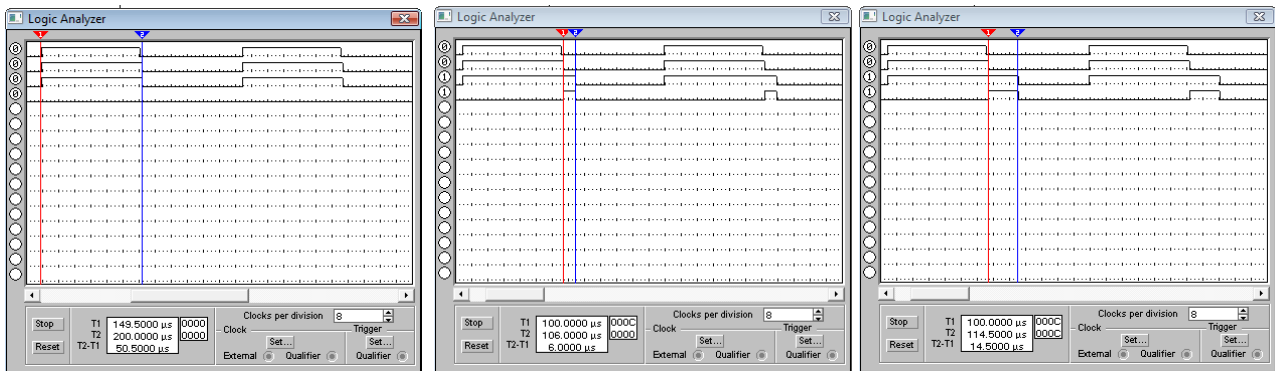 Logic Analyzer
1 2
0
0
0
0
Stop
Reset
T1 149.5000 µs 0000
T2 200.0000 µs 0000
T2-T1 50.5000 µs
Clocks per division 8
Clock
Set...
External Qualifier
Trigger
Set...
Qualifier
Logic Analyzer
1 2
0
0
1
1
Stop
Reset
T1 100.0000 µs 000C
T2 106.0000 µs 000C
T2-T1 6.0000 µs
Clocks per division 8
Clock
Set...
External Qualifier
Trigger
Set...
Qualifier
Logic Analyzer
1 2
0
0
1
1
Stop
Reset
T1 100.0000 µs 000C
T2 114.5000 µs 000C
T2-T1 14.5000 µs
Clocks per division 8
Clock
Set...
External Qualifier
Trigger
Set...
Qualifier